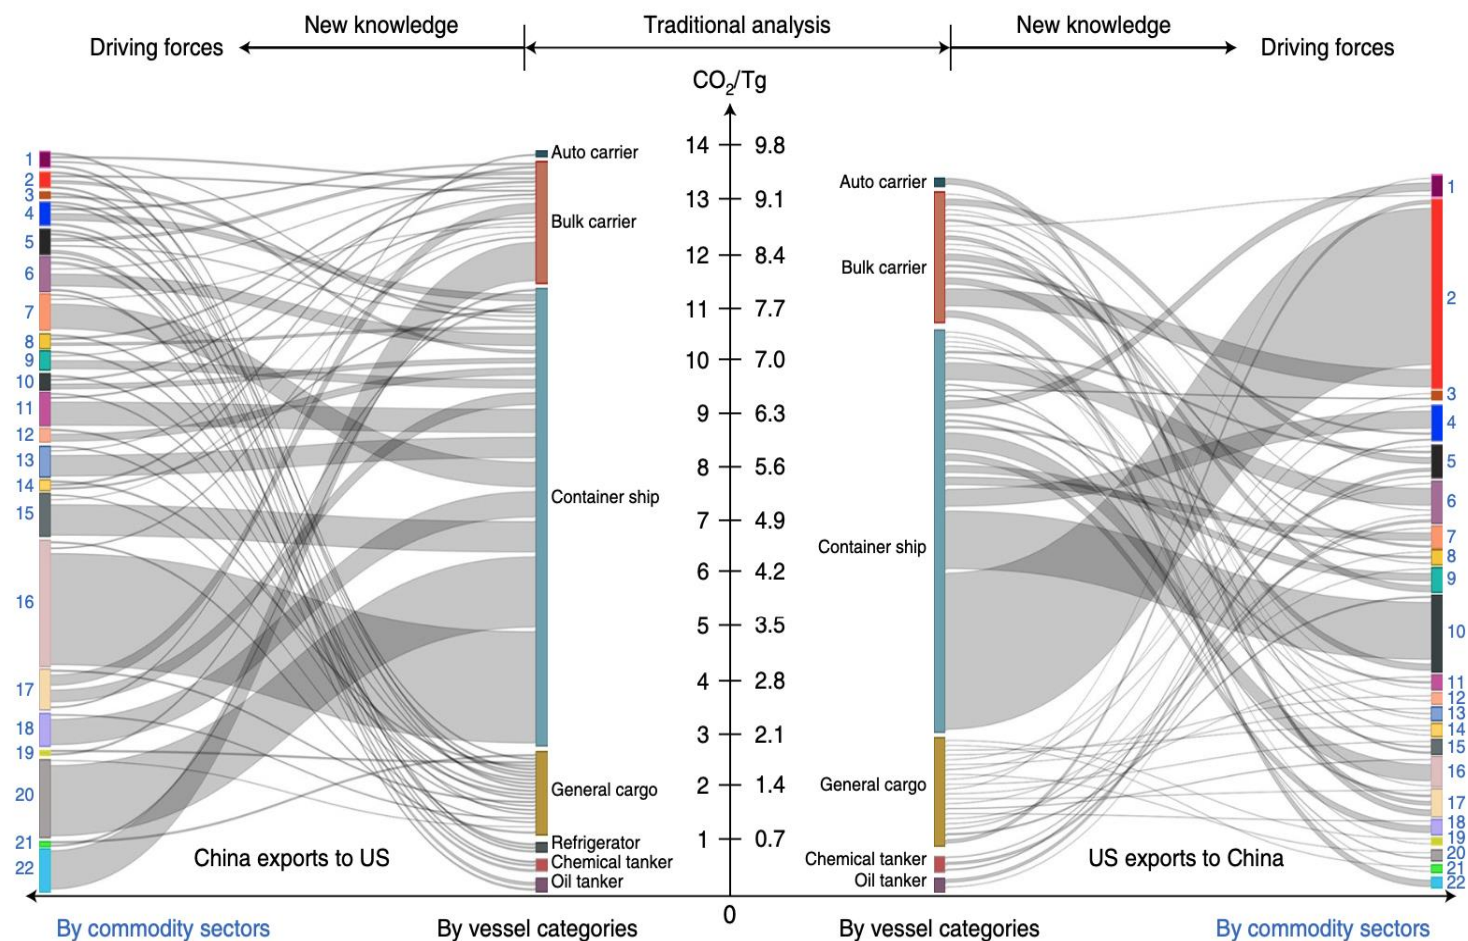 New knowledge
Traditional analysis
New knowledge
Driving forces
Driving forces
CO2/Tg
14 9.8
13 9.1
12 8.4
11 7.7
10 7.0
9 6.3
8 5.6
7 4.9
6 4.2
5 3.5
4 2.8
3 2.1
2 1.4
1 0.7
0
1
2
3
4
5
6
7
8
9
10
11
12
13
14
15
16
17
18
19
20
21
22
Auto carrier
Bulk carrier
Container ship
General cargo
Refrigerator
Chemical tanker
Oil tanker
China exports to US
Auto carrier
Bulk carrier
Container ship
General cargo
Chemical tanker
Oil tanker
US exports to China
1
2
3
4
5
6
7
8
9
10
11
12
13
14
15
16
17
18
19
20
21
22
By commodity sectors
By vessel categories
By vessel categories
By commodity sectors